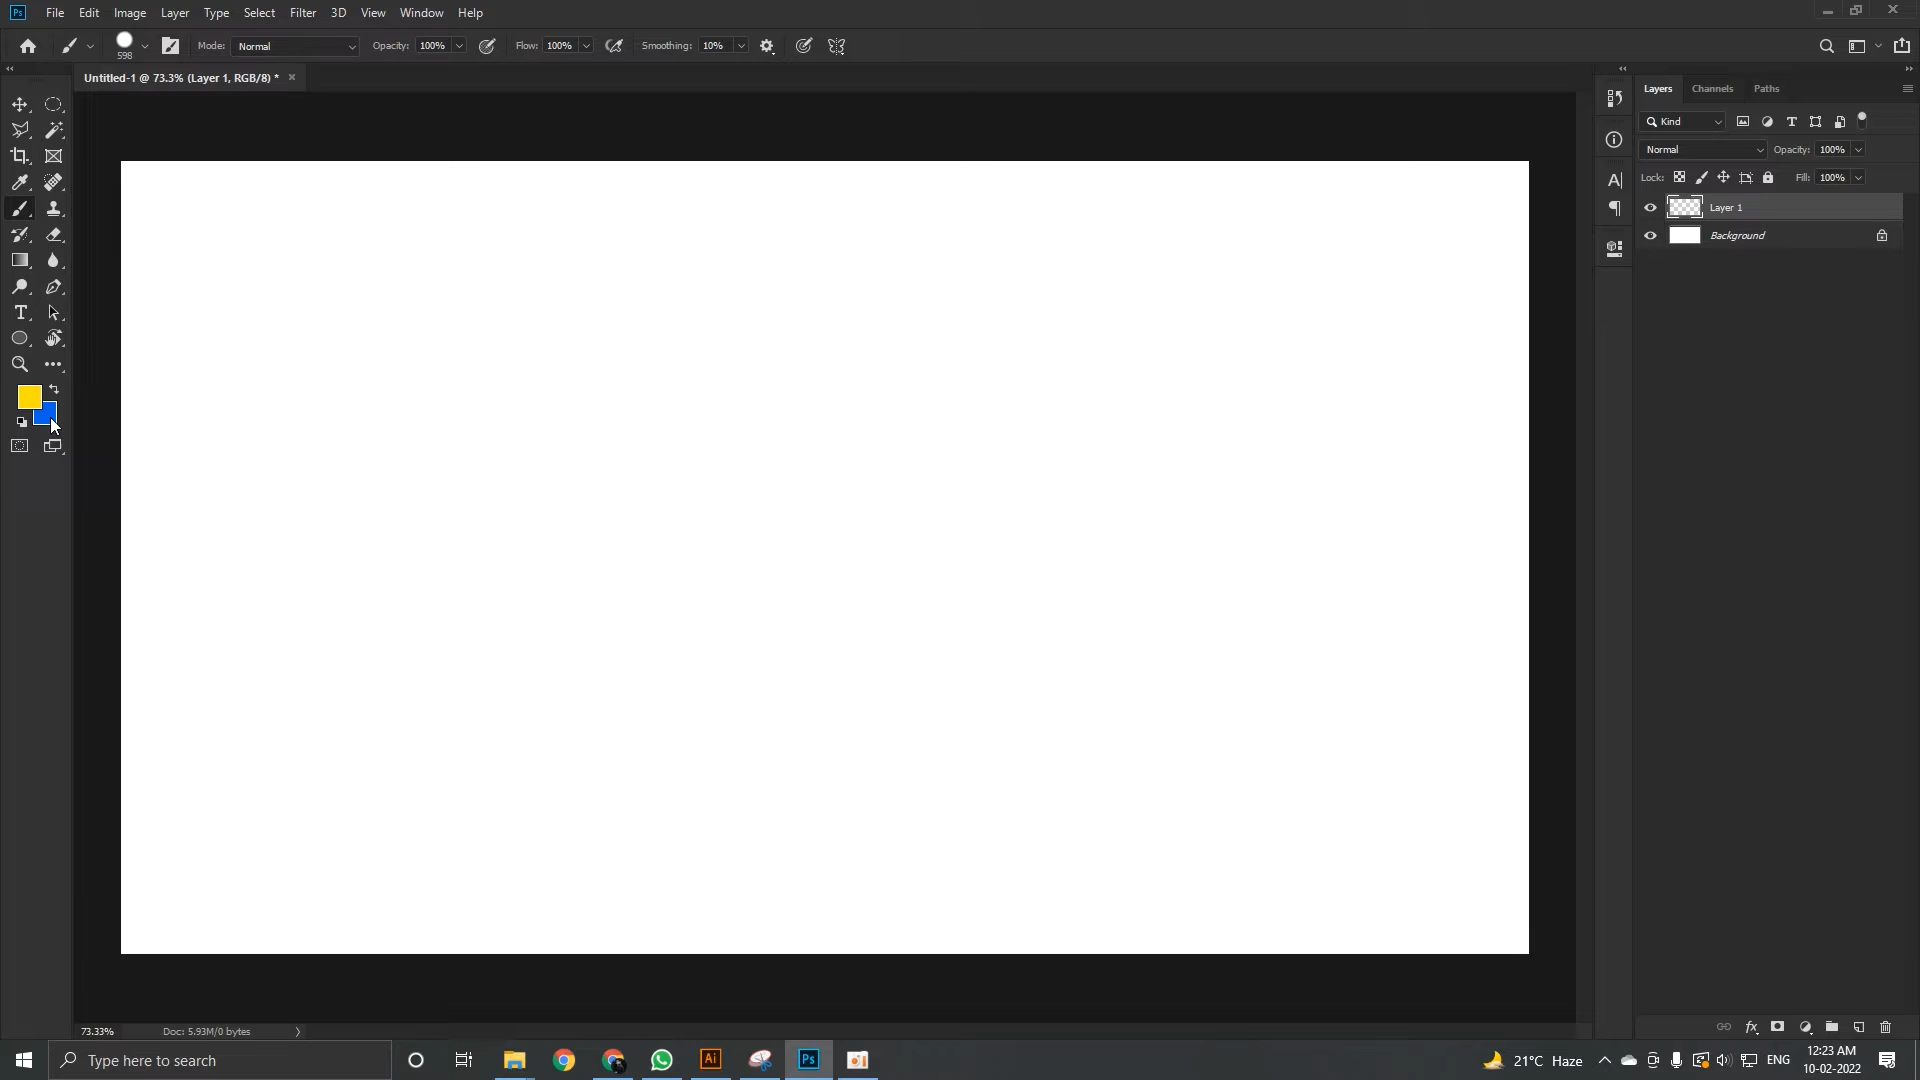 Ps File Edit Image Layer Type Select Filter 3D View Window Help
598 Mode: Normal Opacity: 100% Flow: 100% Smoothing: 10%
Untitled-1 @ 73.3% (Layer 1, RGB/8) *
Layers Channels Paths
Kind
Normal Opacity: 100%
Lock: Fill: 100%
Layer 1
Background
73.33% Doc: 5.93M/0 bytes
Type here to search Ai Ps 21°C Haze ENG 12:23 AM
10-02-2022